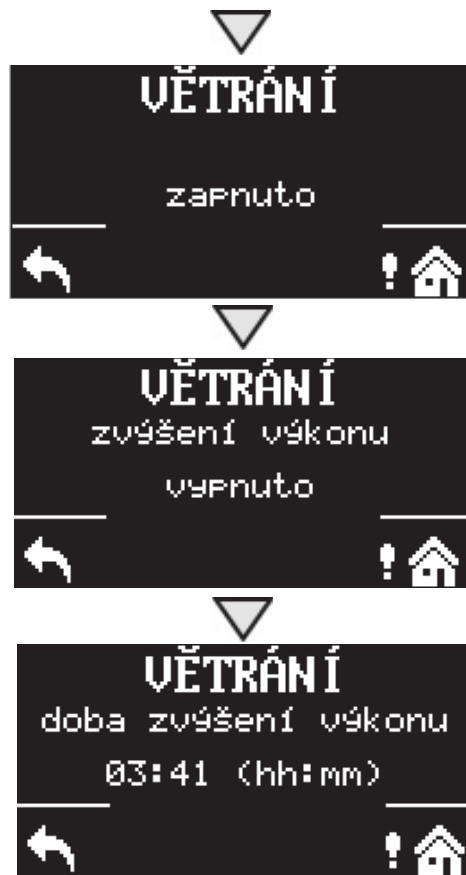 VĚTRÁNÍ
zapnuto
!
VĚTRÁNÍ
zvýšení výkonu
vypnuto
!
VĚTRÁNÍ
doba zvýšení výkonu
03:41 (hh:mm)
!